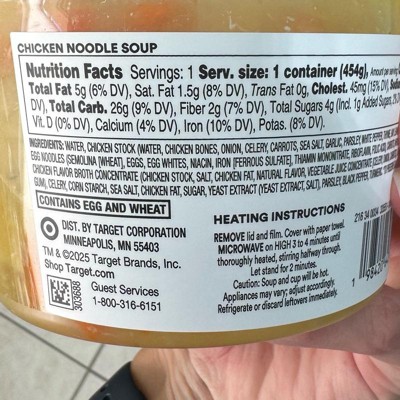 CHICKEN NOODLE SOUP
Nutrition Facts Servings: 1 Serv. size: 1 container (454g), Amount per
Total Fat 5g (6% DV), Sat. Fat 1.5g (8% DV), Trans Fat 0g, Cholest. 45mg (15% DV),
DV), Total Carb. 26g (9% DV), Fiber 2g (7% DV), Total Sugars 4g (Incl. 1g Added Sugars,
Vit. D (0% DV), Calcium (4% DV), Iron (10% DV), Potas. (8% DV).
INGREDIENTS: WATER, CHICKEN STOCK (WATER, CHICKEN BONES, ONION, CELERY, CARROTS, SEA SALT, GARLIC, PARSLEY, WHITE PEPPER,
EGG NOODLES (SEMOLINA [WHEAT], EGGS, EGG WHITES, NIACIN, IRON [FERROUS SULFATE], THIAMIN MONONITRATE, RIBOFLAVIN, FOLIC
CHICKEN FLAVOR BROTH CONCENTRATE (CHICKEN STOCK, SALT, CHICKEN FAT, NATURAL FLAVOR, VEGETABLE JUICE CONCENTRATE
GUM), CELERY, CORN STARCH, SEA SALT, CHICKEN FAT, SUGAR, YEAST EXTRACT (YEAST EXTRACT, SALT), PARSLEY, BLACK PEPPER,
CONTAINS EGG AND WHEAT
DIST. BY TARGET CORPORATION
MINNEAPOLIS, MN 55403
TM & ©2025 Target Brands, Inc.
Shop Target.com
303688
Guest Services
1-800-316-6151
HEATING INSTRUCTIONS
REMOVE lid and film. Cover with paper towel.
MICROWAVE on HIGH 3 to 4 minutes until
thoroughly heated, stirring halfway through.
Let stand for 2 minutes.
Caution: Soup and cup will be hot.
Appliances may vary; adjust accordingly.
Refrigerate or discard leftovers immediately.